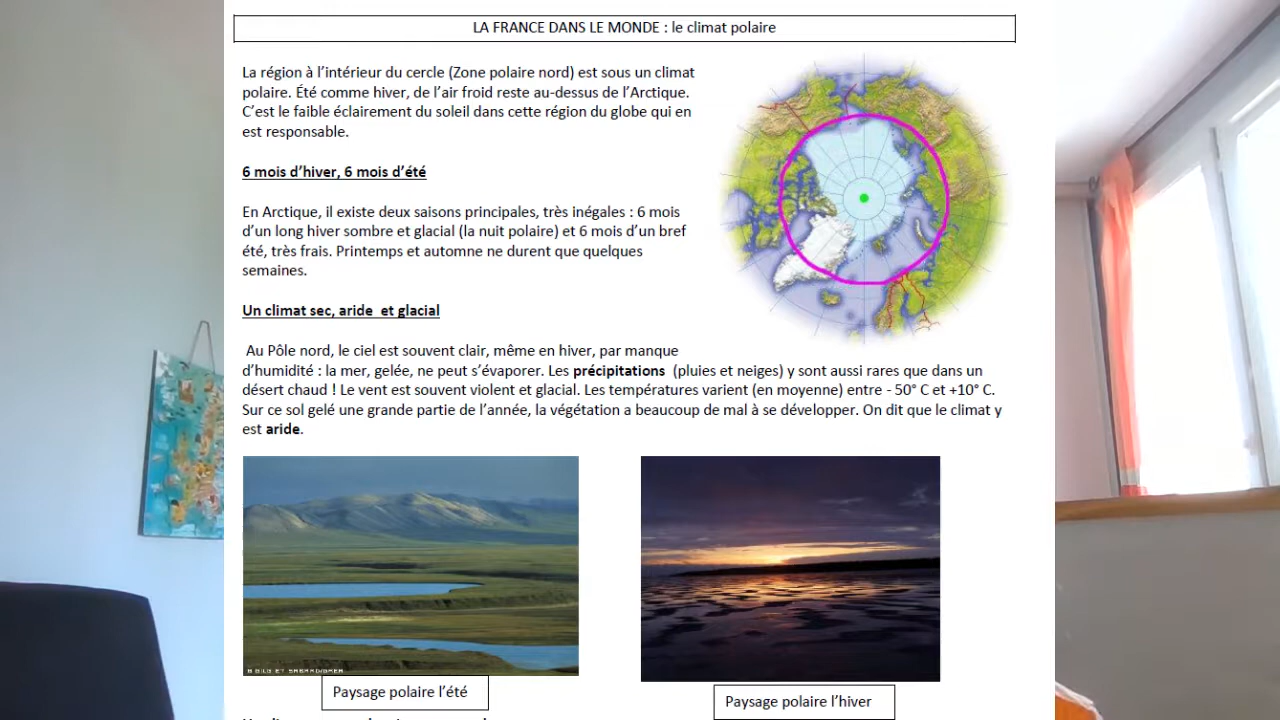 LA FRANCE DANS LE MONDE : le climat polaire
La région à l'intérieur du cercle (Zone polaire nord) est sous un climat
polaire. Été comme hiver, de l'air froid reste au-dessus de l'Arctique.
C'est le faible éclairement du soleil dans cette région du globe qui en
est responsable.
6 mois d'hiver, 6 mois d'été
En Arctique, il existe deux saisons principales, très inégales : 6 mois
d'un long hiver sombre et glacial (la nuit polaire) et 6 mois d'un bref
été, très frais. Printemps et automne ne durent que quelques
semaines.
Un climat sec, aride et glacial
Au Pôle nord, le ciel est souvent clair, même en hiver, par manque
d'humidité : la mer, gelée, ne peut s'évaporer. Les précipitations (pluies et neiges) y sont aussi rares que dans un
désert chaud ! Le vent est souvent violent et glacial. Les températures varient (en moyenne) entre - 50° C et +10° C.
Sur ce sol gelé une grande partie de l'année, la végétation a beaucoup de mal à se développer. On dit que le climat y
est aride.
Paysage polaire l'été
Paysage polaire l'hiver